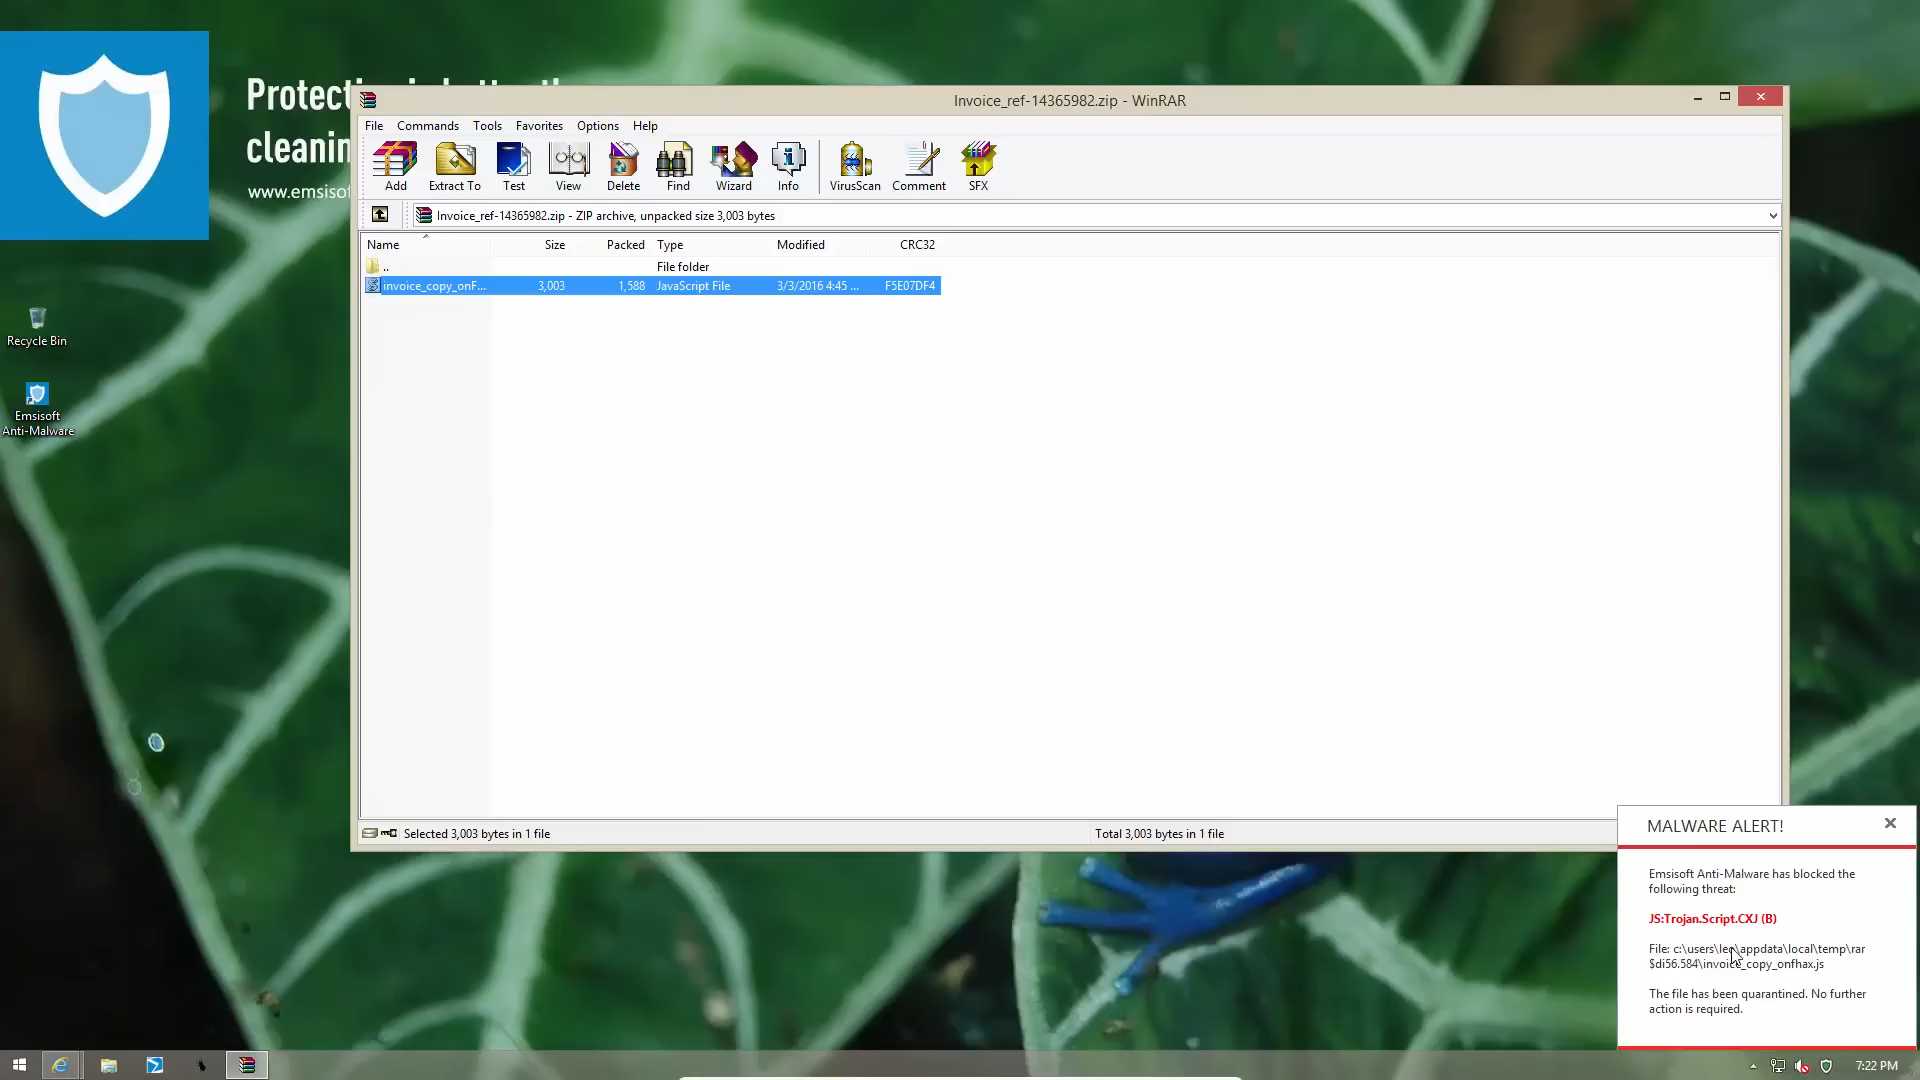 Protect
cleanin
www.emsiso
Invoice_ref-14365982.zip - WinRAR
File Commands Tools Favorites Options Help
Add Extract To Test View Delete Find Wizard Info VirusScan Comment SFX
Invoice_ref-14365982.zip - ZIP archive, unpacked size 3,003 bytes
Name Size Packed Type Modified CRC32
.. File folder
invoice_copy_onF... 3,003 1,588 JavaScript File 3/3/2016 4:45 ... F5E07DF4
Recycle Bin
Emsisoft
Anti-Malware
Selected 3,003 bytes in 1 file
Total 3,003 bytes in 1 file
MALWARE ALERT!
Emsisoft Anti-Malware has blocked the
following threat:
JS:Trojan.Script.CXJ (B)
File: c:\users\leo\appdata\local\temp\rar
$di56.584\invoice_copy_onfhax.js
The file has been quarantined. No further
action is required.
7:22 PM